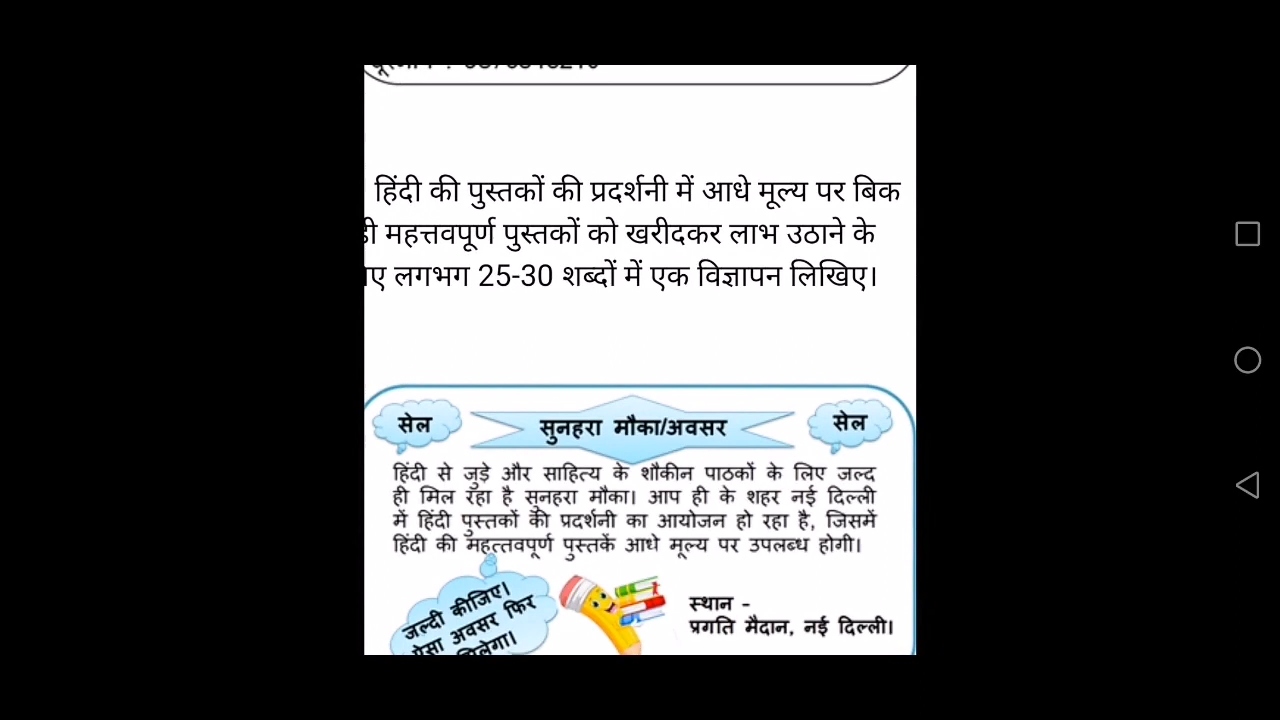 हिंदी की पुस्तकों की प्रदर्शनी में आधे मूल्य पर बिक
महत्तवपूर्ण पुस्तकों को खरीदकर लाभ उठाने के
लगभग 25-30 शब्दों में एक विज्ञापन लिखिए।
सेल
सुनहरा मौका/अवसर
सेल
हिंदी से जुड़े और साहित्य के शौकीन पाठकों के लिए जल्द
ही मिल रहा है सुनहरा मौका। आप ही के शहर नई दिल्ली
में हिंदी पुस्तकों की प्रदर्शनी का आयोजन हो रहा है, जिसमें
हिंदी की महत्तवपूर्ण पुस्तकें आधे मूल्य पर उपलब्ध होगी।
जल्दी कीजिए।
ऐसा अवसर फिर
स्थान -
प्रगति मैदान, नई दिल्ली।